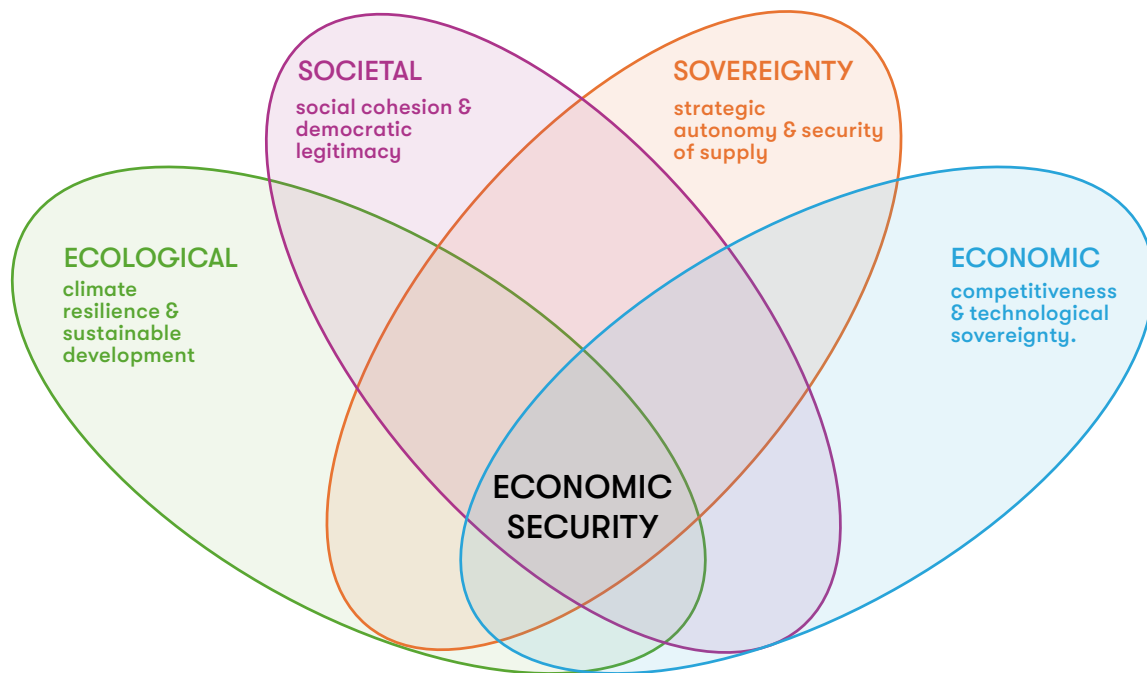 SOCIETAL
social cohesion &
democratic
legitimacy
SOVEREIGNTY
strategic
autonomy & security
of supply
ECOLOGICAL
climate
resilience &
sustainable
development
ECONOMIC
competitiveness
& technological
sovereignty.
ECONOMIC
SECURITY